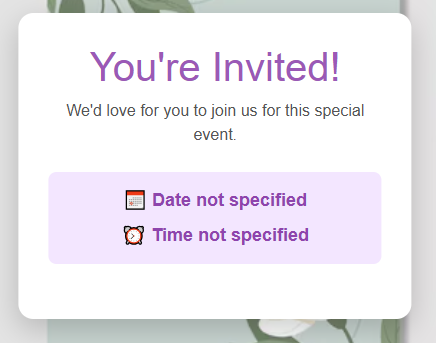 You're Invited!
We'd love for you to join us for this special
event.
Date not specified
Time not specified